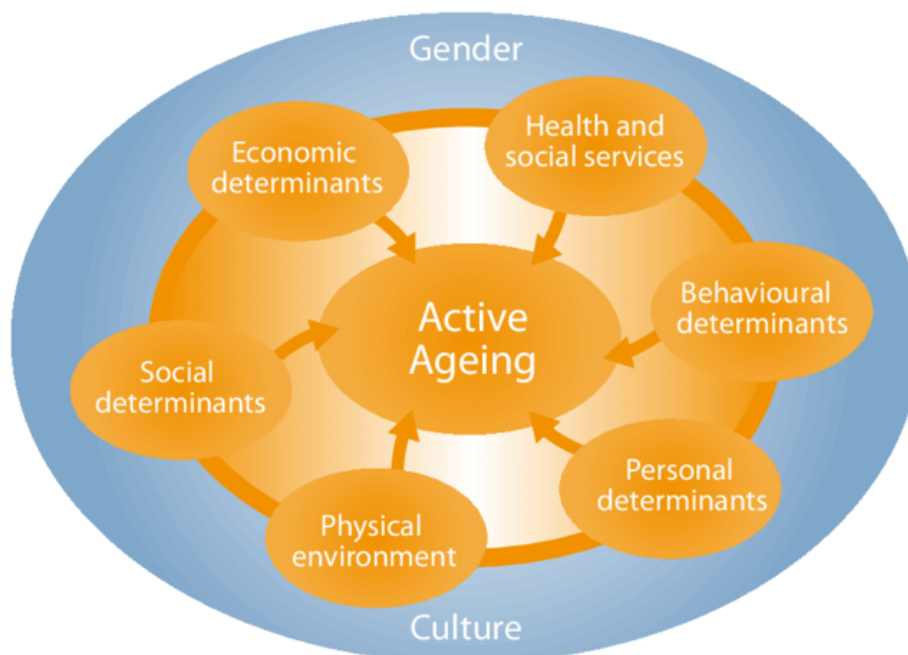 Gender
Economic
determinants
Health and
social services
Behavioural
determinants
Active
Ageing
Social
determinants
Personal
determinants
Physical
environment
Culture